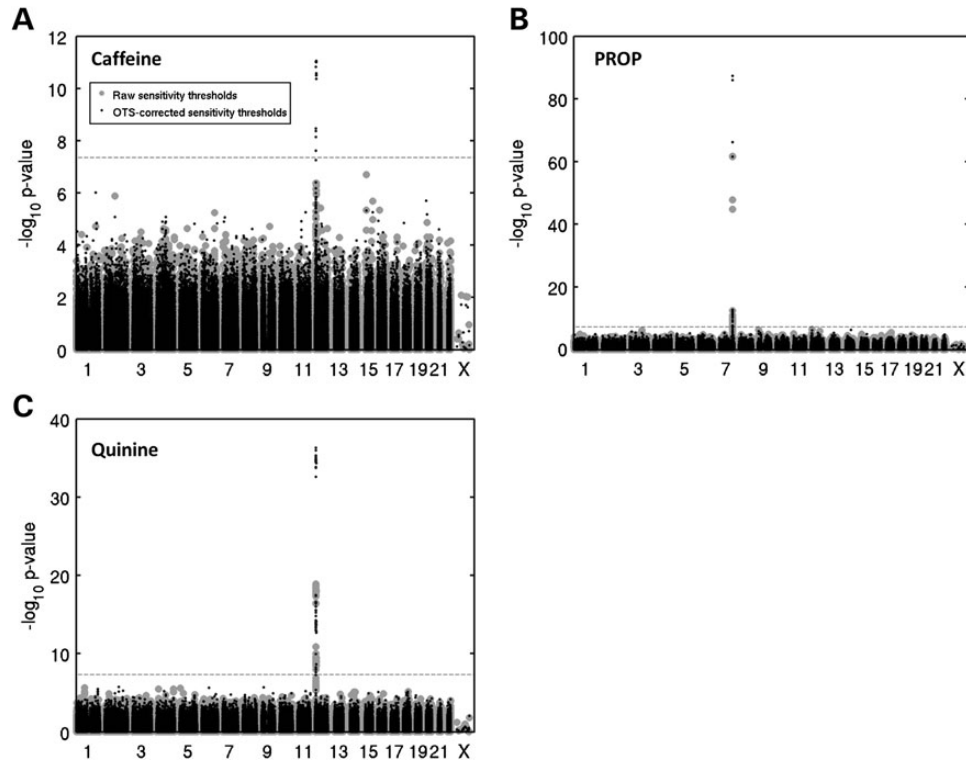 A
Caffeine
Raw sensitivity thresholds
OTS-corrected sensitivity thresholds
12
10
8
6
4
2
0
-log10 p-value
1 3 5 7 9 11 13 15 17 19 21 X
B
PROP
100
80
60
40
20
0
-log10 p-value
1 3 5 7 9 11 13 15 17 19 21 X
C
Quinine
40
30
20
10
0
-log10 p-value
1 3 5 7 9 11 13 15 17 19 21 X